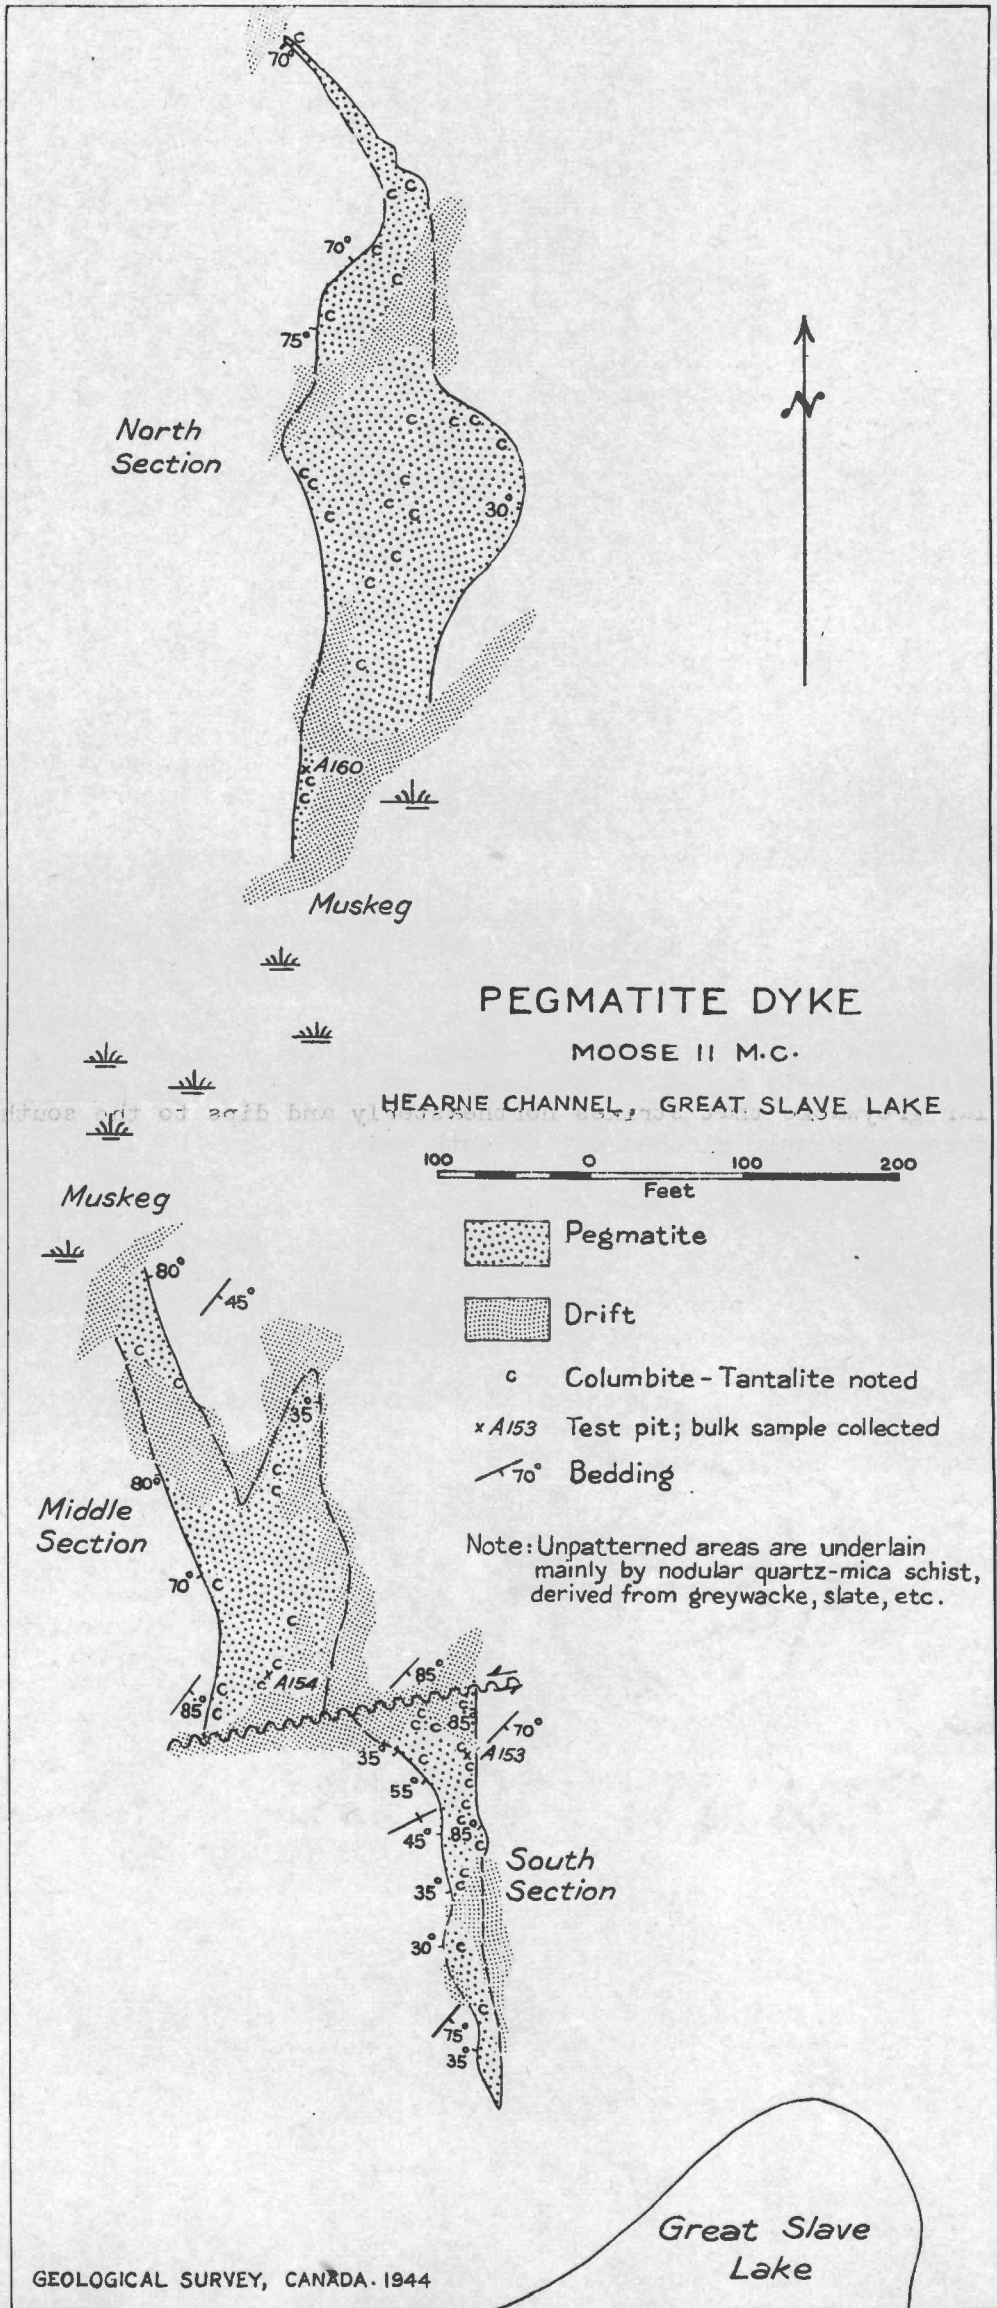 c
70°
c
c
70°
c
c
c
75°
North
Section
c
c
c
c
c
c
c
c
30°
c
c
c
c
c
c
N
x A160
c
c
Muskeg
PEGMATITE DYKE
MOOSE II M.C.
HEARNE CHANNEL, GREAT SLAVE LAKE
100 0 100 200
Feet
Muskeg
Pegmatite
80°
45°
Drift
c
c
35°
c Columbite-Tantalite noted
x A153 Test pit; bulk sample collected
70° Bedding
c
c
80°
Middle
Section
Note: Unpatterned areas are underlain
mainly by nodular quartz-mica schist,
derived from greywacke, slate, etc.
70°
c
c
c
x A154
c
c
c
85°
85°
c
c
c
c
85°
70°
c
x A153
35°
c
c
c
55°
c
c
45°
85°
c
South
Section
c
c
35°
30°
c
c
75°
35°
Great Slave
Lake
GEOLOGICAL SURVEY, CANADA. 1944